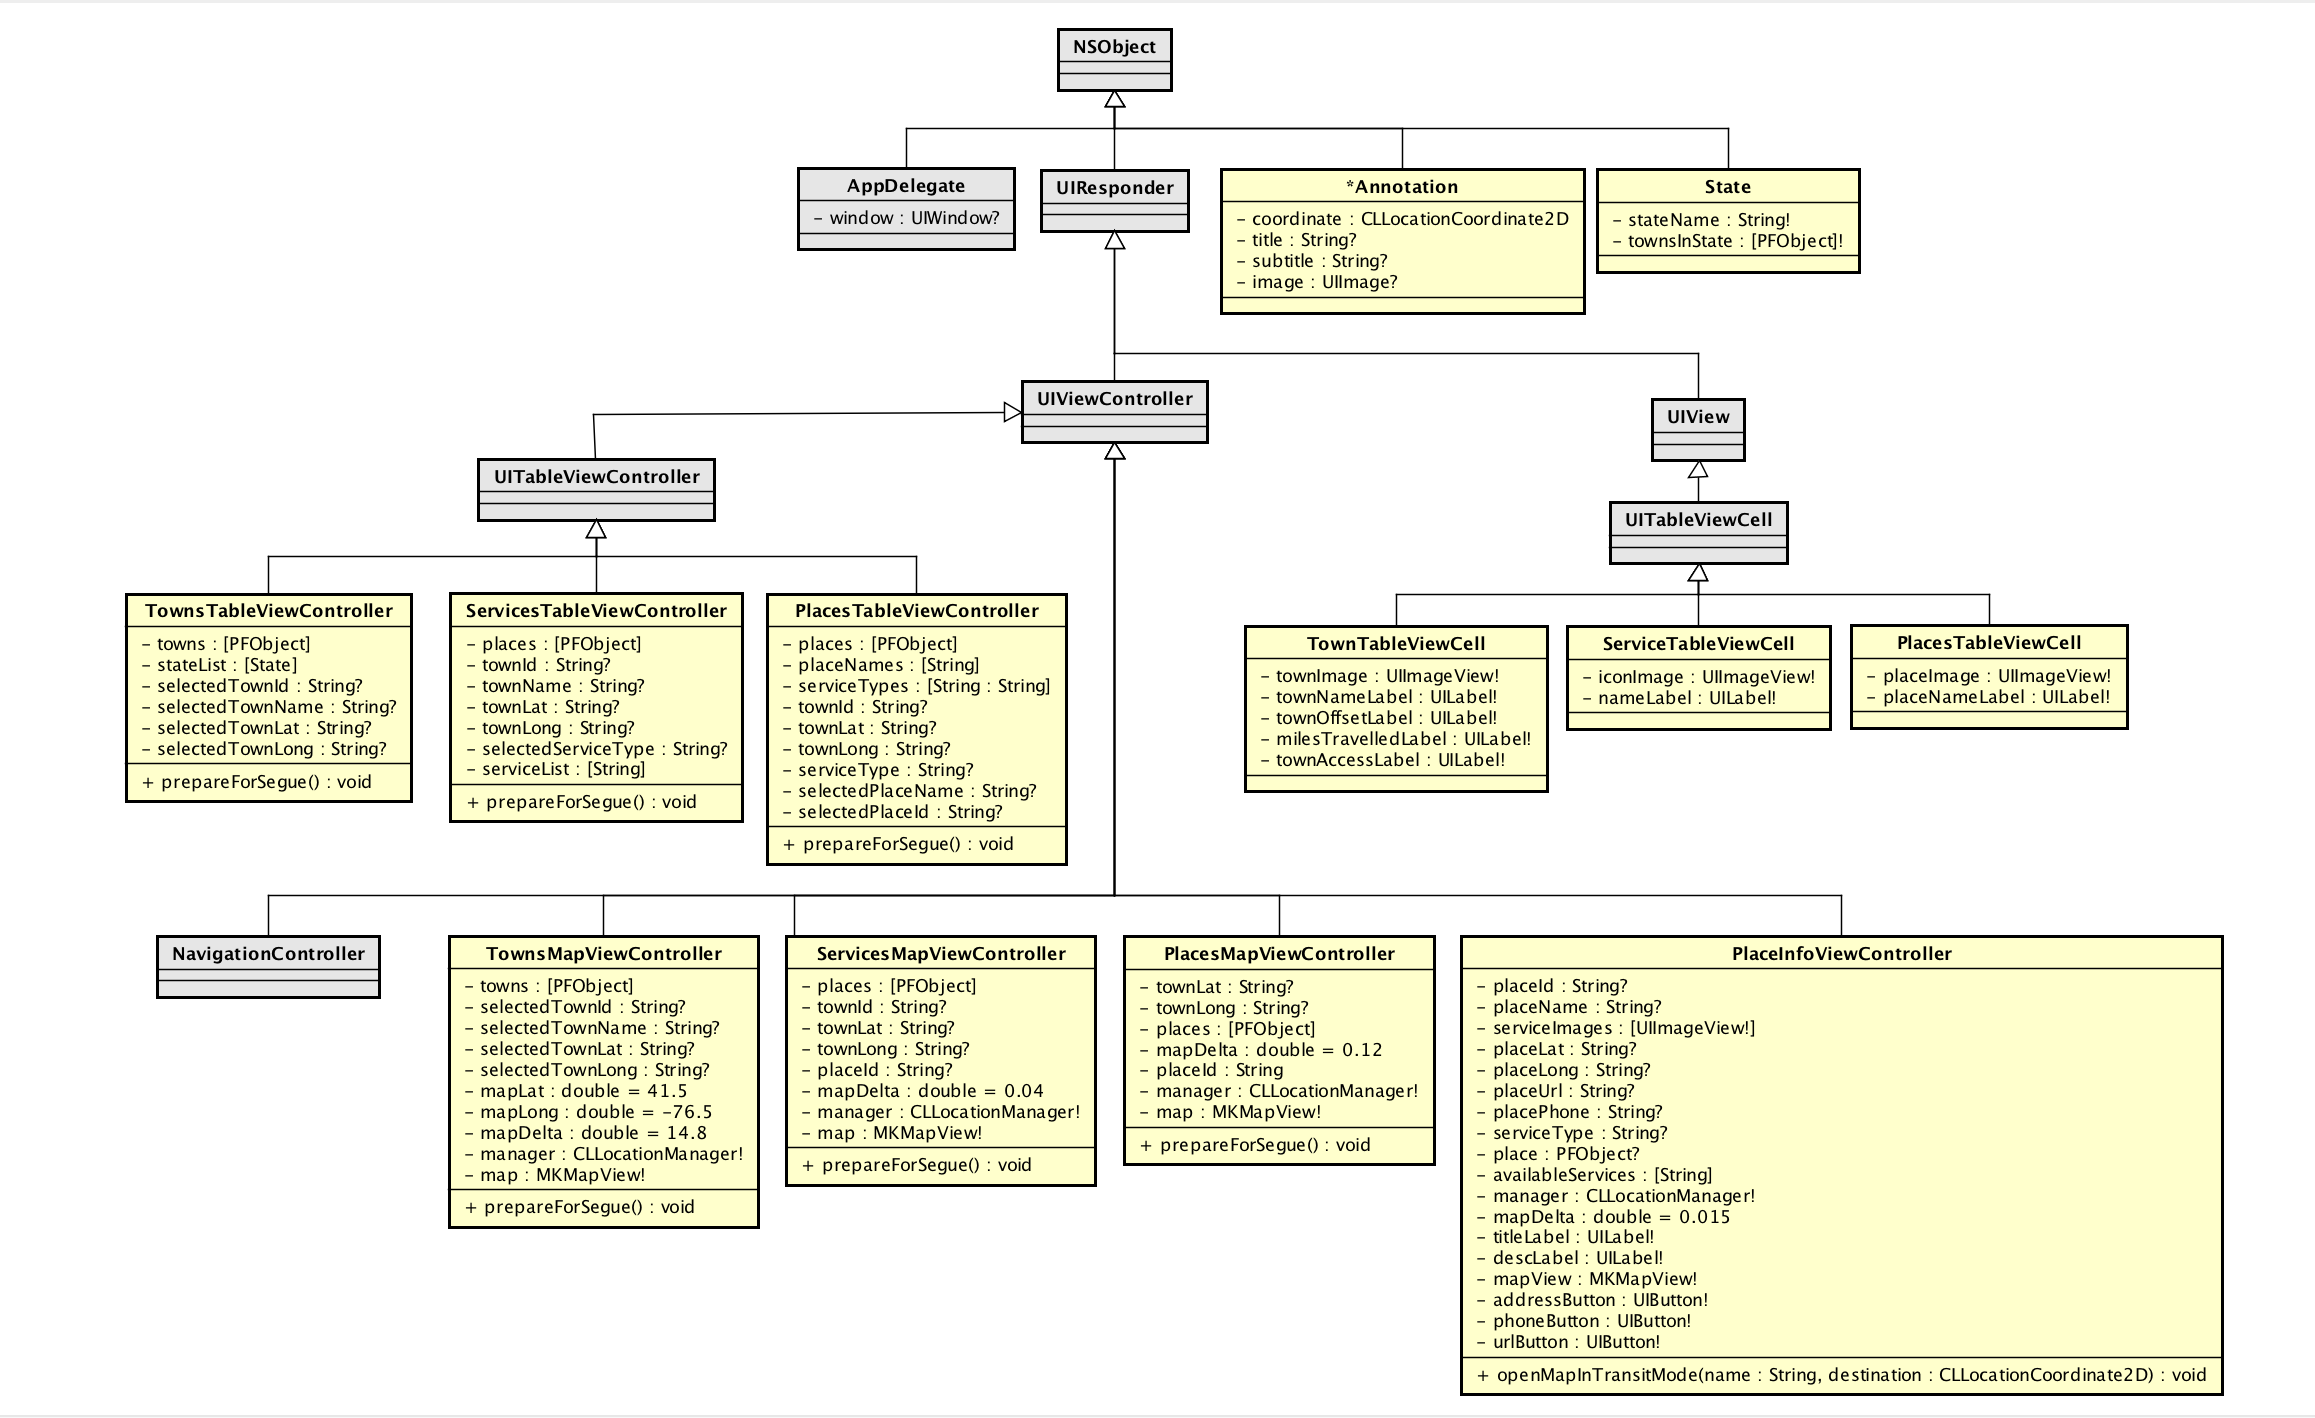 NSObject
AppDelegate
- window : UIWindow?
UIResponder
*Annotation
- coordinate : CLLocationCoordinate2D
- title : String?
- subtitle : String?
- image : UIImage?
State
- stateName : String!
- townsInState : [PFObject]!
UIViewController
UIView
UITableViewController
UITableViewCell
TownsTableViewController
- towns : [PFObject]
- stateList : [State]
- selectedTownId : String?
- selectedTownName : String?
- selectedTownLat : String?
- selectedTownLong : String?
+ prepareForSegue() : void
ServicesTableViewController
- places : [PFObject]
- townId : String?
- townName : String?
- townLat : String?
- townLong : String?
- selectedServiceType : String?
- serviceList : [String]
+ prepareForSegue() : void
PlacesTableViewController
- places : [PFObject]
- placeNames : [String]
- serviceTypes : [String : String]
- townId : String?
- townLat : String?
- townLong : String?
- serviceType : String?
- selectedPlaceName : String?
- selectedPlaceId : String?
+ prepareForSegue() : void
TownTableViewCell
- townImage : UIImageView!
- townNameLabel : UILabel!
- townOffsetLabel : UILabel!
- milesTravelledLabel : UILabel!
- townAccessLabel : UILabel!
ServiceTableViewCell
- iconImage : UIImageView!
- nameLabel : UILabel!
PlacesTableViewCell
- placeImage : UIImageView!
- placeNameLabel : UILabel!
NavigationController
TownsMapViewController
- towns : [PFObject]
- selectedTownId : String?
- selectedTownName : String?
- selectedTownLat : String?
- selectedTownLong : String?
- mapLat : double = 41.5
- mapLong : double = -76.5
- mapDelta : double = 14.8
- manager : CLLocationManager!
- map : MKMapView!
+ prepareForSegue() : void
ServicesMapViewController
- places : [PFObject]
- townId : String?
- townLat : String?
- townLong : String?
- placeId : String?
- mapDelta : double = 0.04
- manager : CLLocationManager!
- map : MKMapView!
+ prepareForSegue() : void
PlacesMapViewController
- townLat : String?
- townLong : String?
- places : [PFObject]
- mapDelta : double = 0.12
- placeId : String
- manager : CLLocationManager!
- map : MKMapView!
+ prepareForSegue() : void
PlaceInfoViewController
- placeId : String?
- placeName : String?
- serviceImages : [UIImageView!]
- placeLat : String?
- placeLong : String?
- placeUrl : String?
- placePhone : String?
- serviceType : String?
- place : PFObject?
- availableServices : [String]
- manager : CLLocationManager!
- mapDelta : double = 0.015
- titleLabel : UILabel!
- descLabel : UILabel!
- mapView : MKMapView!
- addressButton : UIButton!
- phoneButton : UIButton!
- urlButton : UIButton!
+ openMapInTransitMode(name : String, destination : CLLocationCoordinate2D) : void